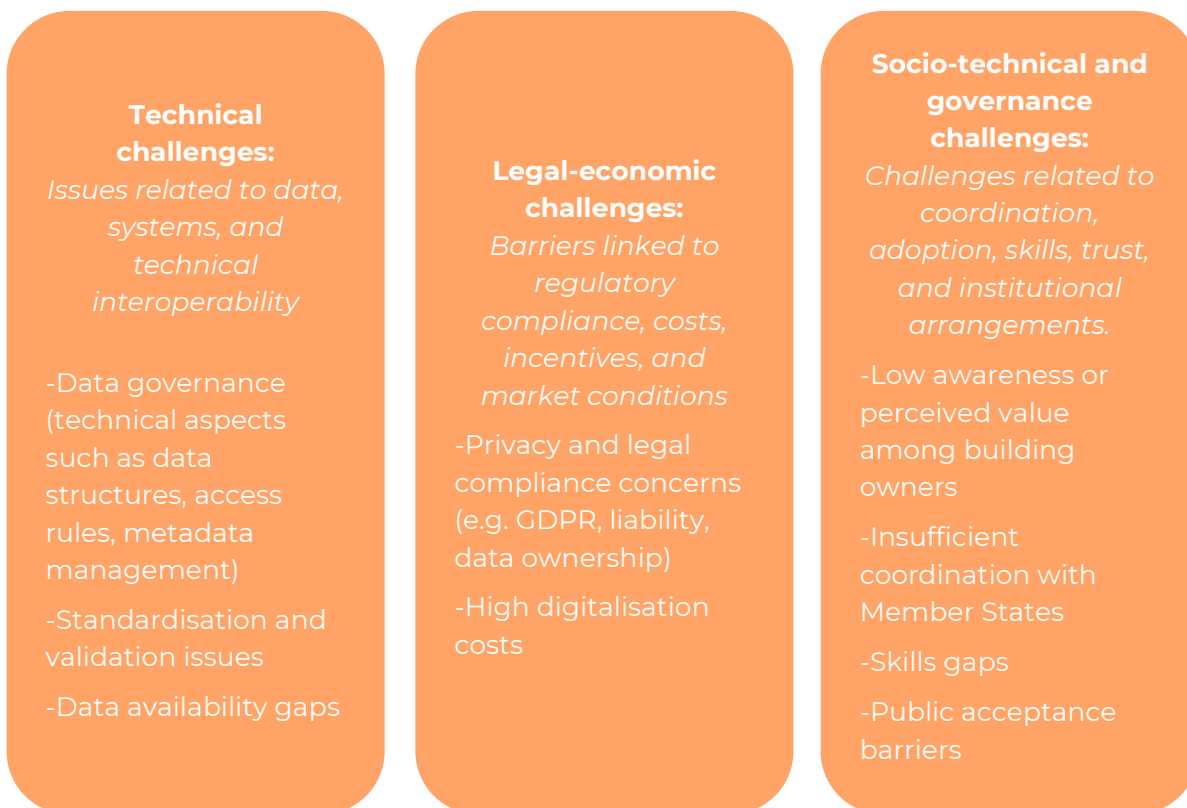 Technical
challenges:
Issues related to data,
systems, and
technical
interoperability
-Data governance
(technical aspects
such as data
structures, access
rules, metadata
management)
-Standardisation and
validation issues
-Data availability gaps
Legal-economic
challenges:
Barriers linked to
regulatory
compliance, costs,
incentives, and
market conditions
-Privacy and legal
compliance concerns
(e.g. GDPR, liability,
data ownership)
-High digitalisation
costs
Socio-technical and
governance
challenges:
Challenges related to
coordination,
adoption, skills, trust,
and institutional
arrangements.
-Low awareness or
perceived value
among building
owners
-Insufficient
coordination with
Member States
-Skills gaps
-Public acceptance
barriers